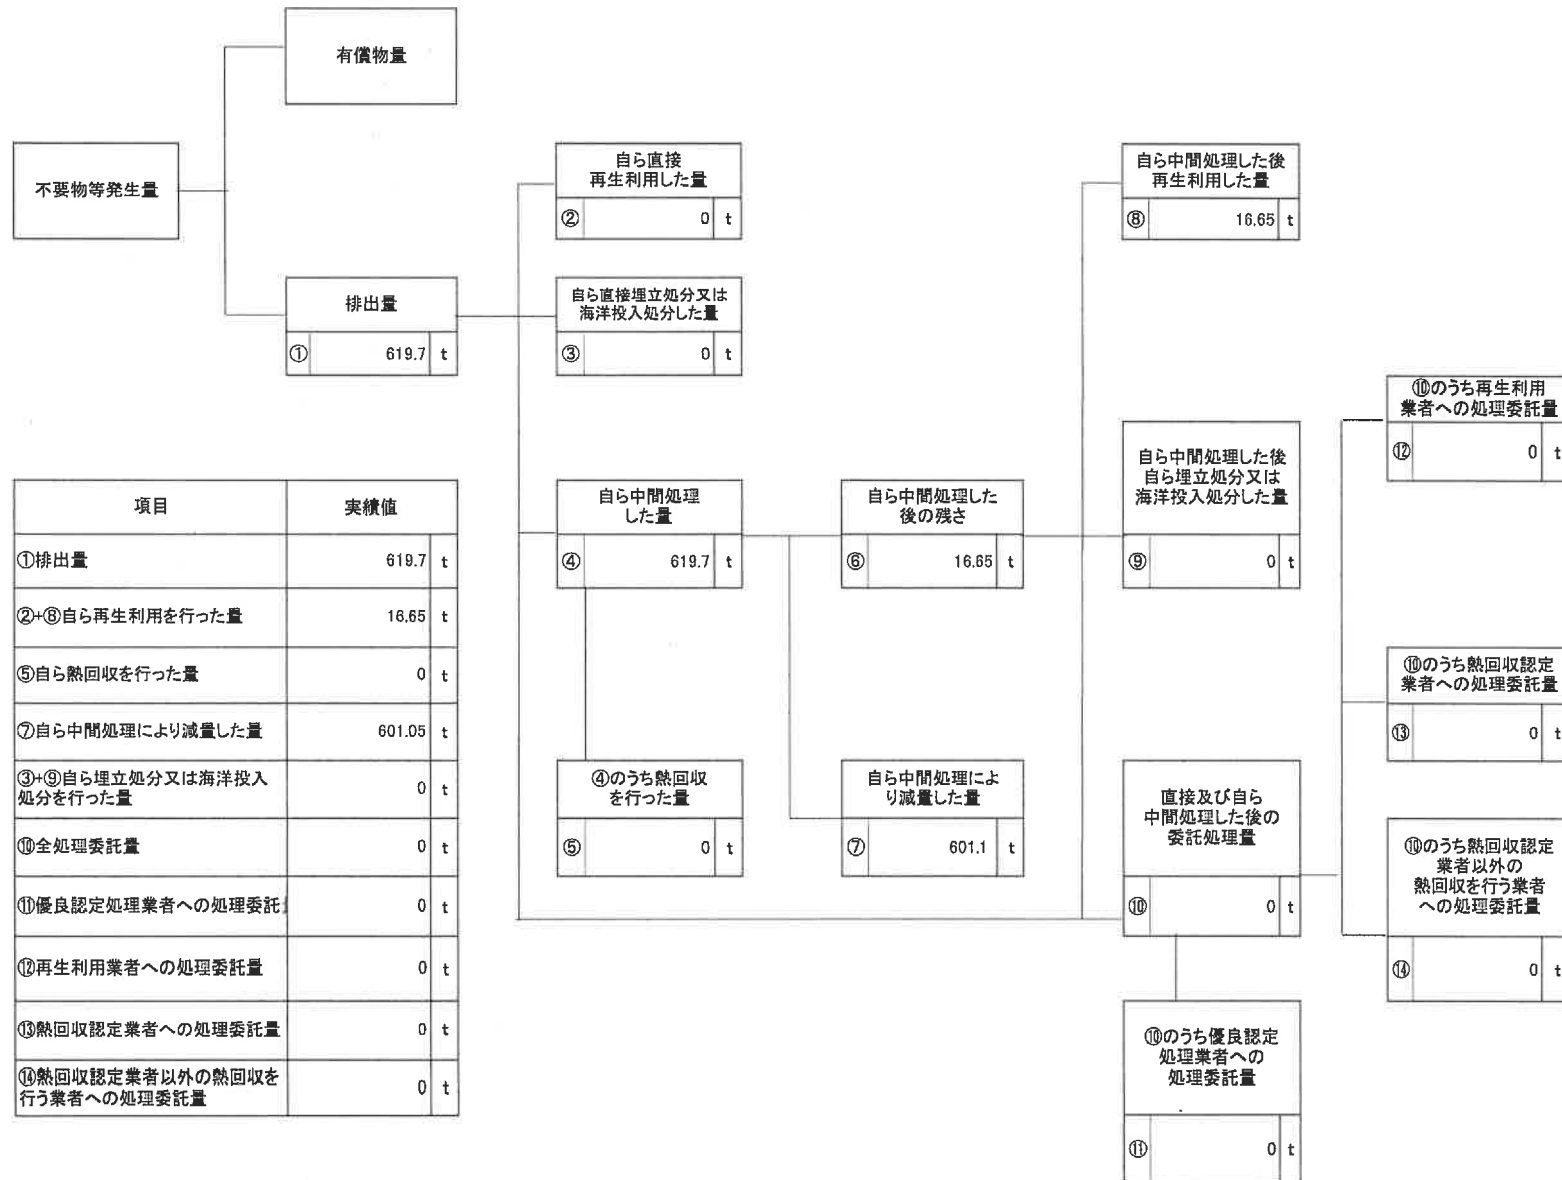 有償物量
不要物等発生量
排出量
① 619.7 t
自ら直接
再生利用した量
② 0 t
自ら直接埋立処分又は
海洋投入処分した量
③ 0 t
自ら中間処理
した量
④ 619.7 t
④のうち熱回収
を行った量
⑤ 0 t
自ら中間処理した
後の残さ
⑥ 16.65 t
自ら中間処理によ
り減量した量
⑦ 601.1 t
自ら中間処理した後
再生利用した量
⑧ 16.65 t
自ら中間処理した後
自ら埋立処分又は
海洋投入処分した量
⑨ 0 t
直接及び自ら
中間処理した後の
委託処理量
⑩ 0 t
⑩のうち優良認定
処理業者への
処理委託量
⑪ 0 t
⑩のうち再生利用
業者への処理委託量
⑫ 0 t
⑩のうち熱回収認定
業者への処理委託量
⑬ 0 t
⑩のうち熱回収認定
業者以外の
熱回収を行う業者
への処理委託量
⑭ 0 t
項目 実績値
①排出量 619.7 t
②+⑧自ら再生利用を行った量 16.65 t
⑤自ら熱回収を行った量 0 t
⑦自ら中間処理により減量した量 601.05 t
③+⑨自ら埋立処分又は海洋投入
処分を行った量 0 t
⑩全処理委託量 0 t
⑪優良認定処理業者への処理委託 0 t
⑫再生利用業者への処理委託量 0 t
⑬熱回収認定業者への処理委託量 0 t
⑭熱回収認定業者以外の熱回収を
行う業者への処理委託量 0 t